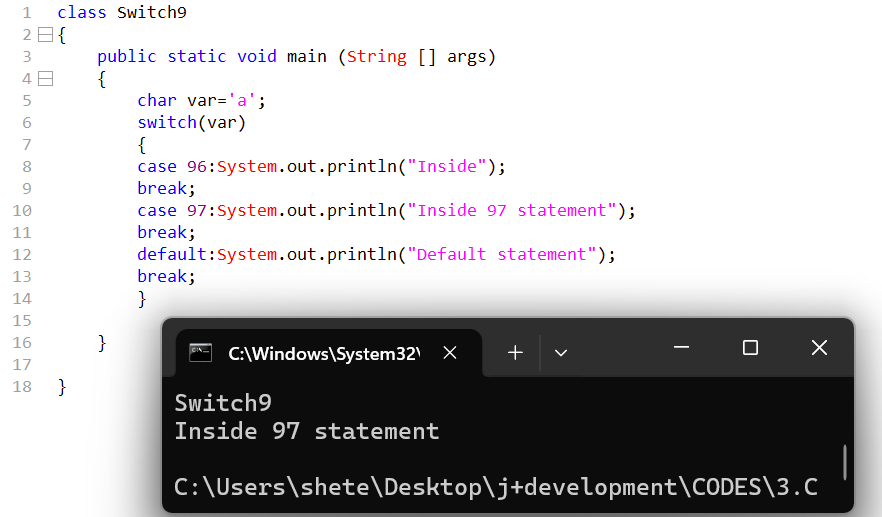 1 class Switch9
2 {
3 public static void main (String [] args)
4 {
5 char var='a';
6 switch(var)
7 {
8 case 96:System.out.println("Inside");
9 break;
10 case 97:System.out.println("Inside 97 statement");
11 break;
12 default:System.out.println("Default statement");
13 break;
14 }
15
16 }
17
18 }
C:\Windows\System32\
Switch9
Inside 97 statement
C:\Users\shete\Desktop\j+development\CODES\3.C